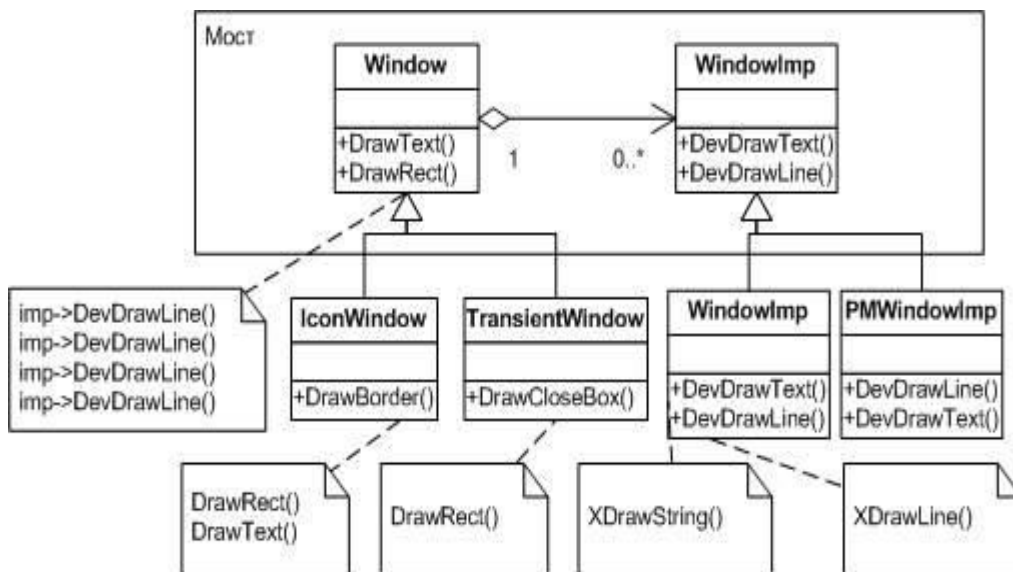 Мост
Window
+DrawText()
+DrawRect()
1
0..*
WindowImp
+DevDrawText()
+DevDrawLine()
imp->DevDrawLine()
imp->DevDrawLine()
imp->DevDrawLine()
imp->DevDrawLine()
IconWindow
+DrawBorder()
TransientWindow
+DrawCloseBox()
WindowImp
+DevDrawText()
+DevDrawLine()
PMWindowImp
+DevDrawLine()
+DevDrawText()
DrawRect()
DrawText()
DrawRect()
XDrawString()
XDrawLine()